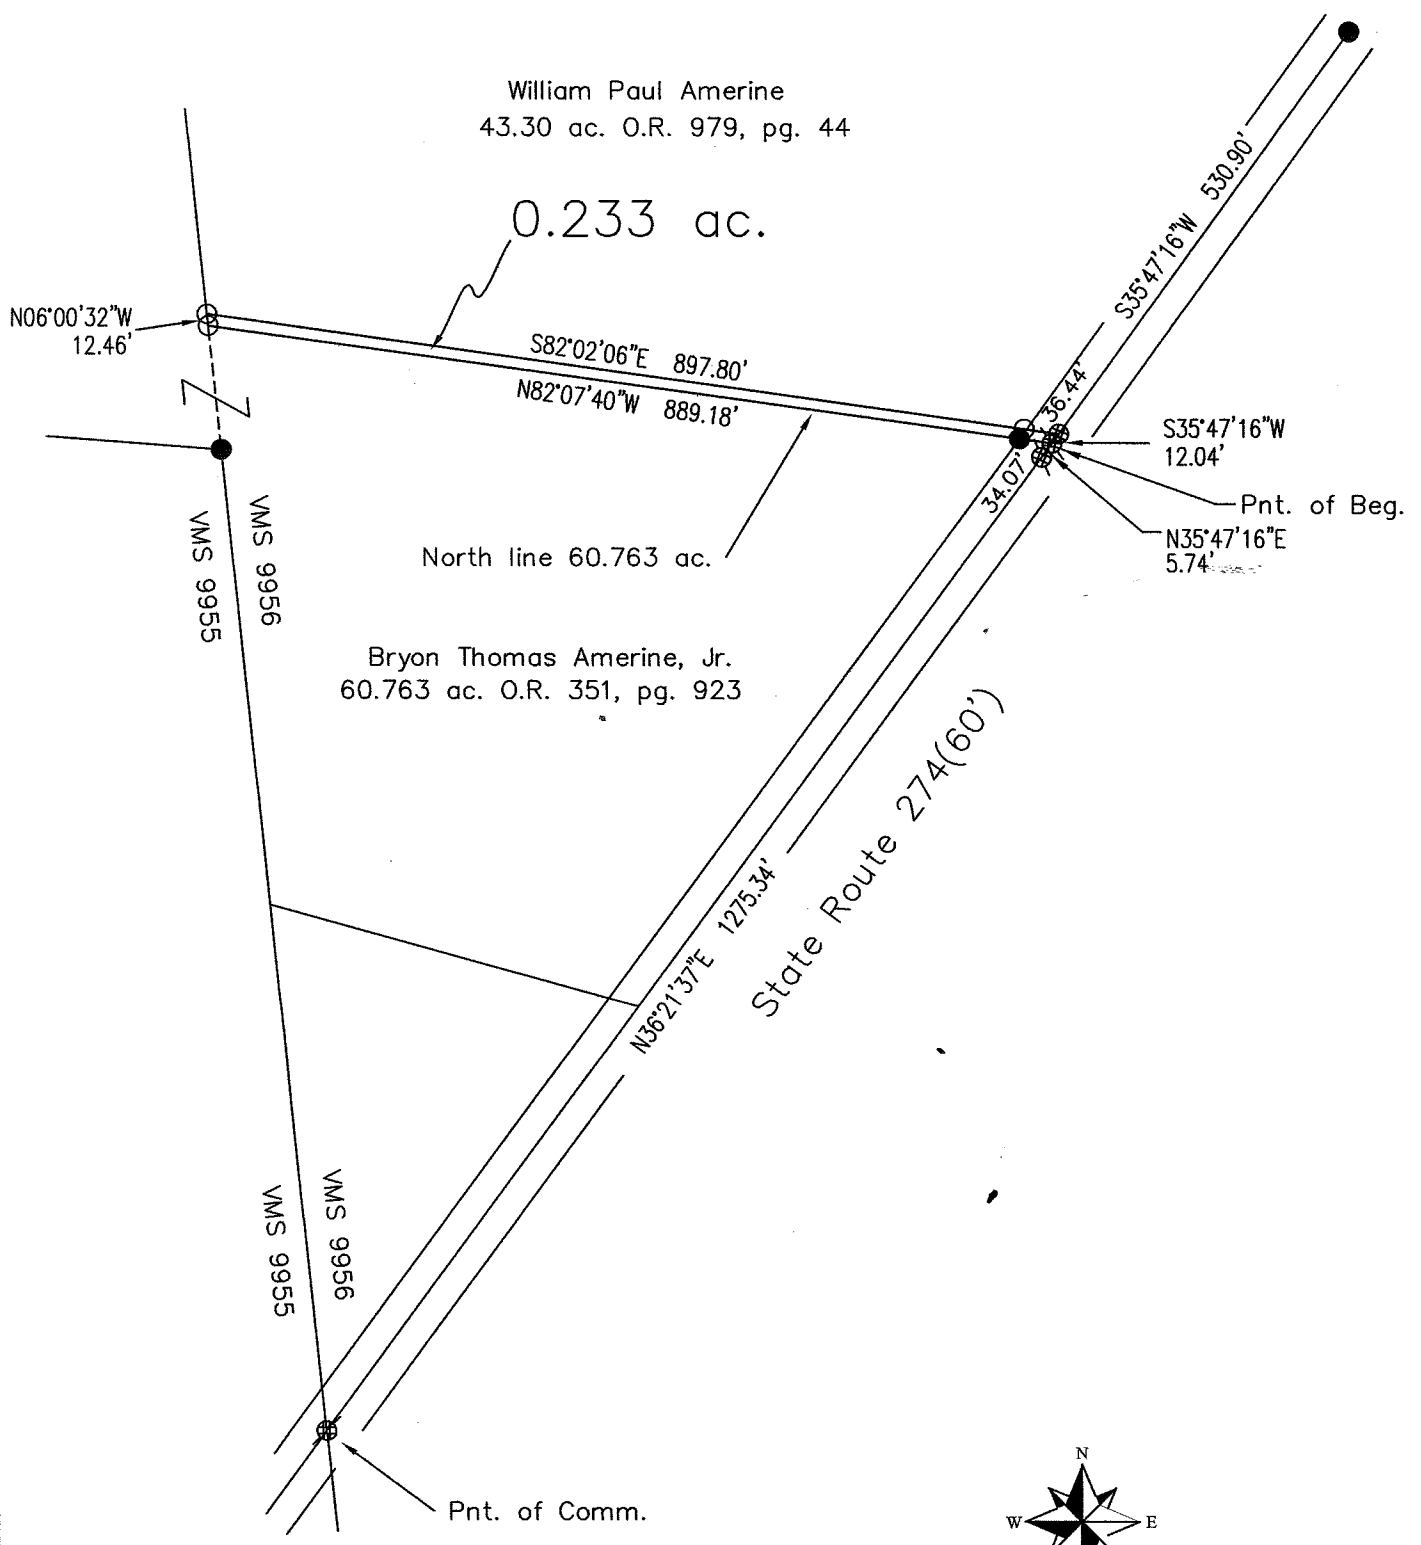 William Paul Amerine
43.30 ac. O.R. 979, pg. 44
0.233 ac.
S35°47'16"W 530.90'
N06°00'32"W
12.46'
S82°02'06"E 897.80'
N82°07'40"W 889.18'
36.44'
34.07'
S35°47'16"W
12.04'
Pnt. of Beg.
N35°47'16"E
5.74'
VMS 9955
VMS 9956
North line 60.763 ac.
Bryon Thomas Amerine, Jr.
60.763 ac. O.R. 351, pg. 923
State Route 274(60')
N36°21'37"E 1275.34'
VMS 9955
VMS 9956
Pnt. of Comm.
N
W
E